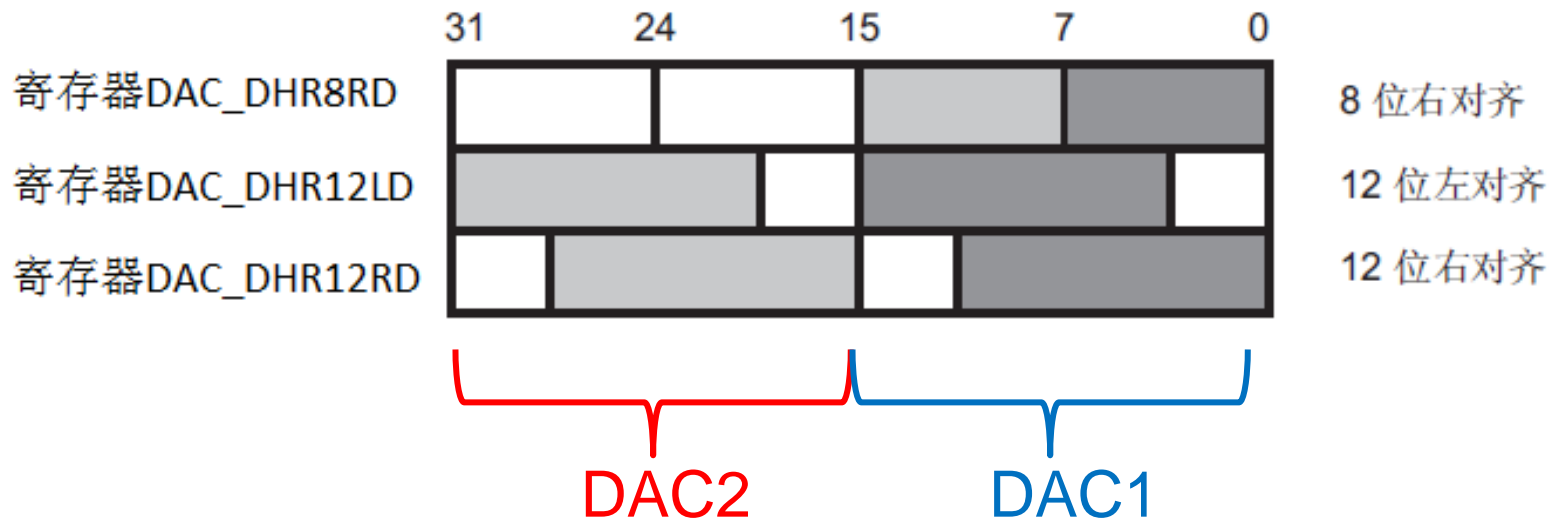 31 24 15 7 0
寄存器DAC_DHR8RD 8 位右对齐
寄存器DAC_DHR12LD 12 位左对齐
寄存器DAC_DHR12RD 12 位右对齐
DAC2 DAC1